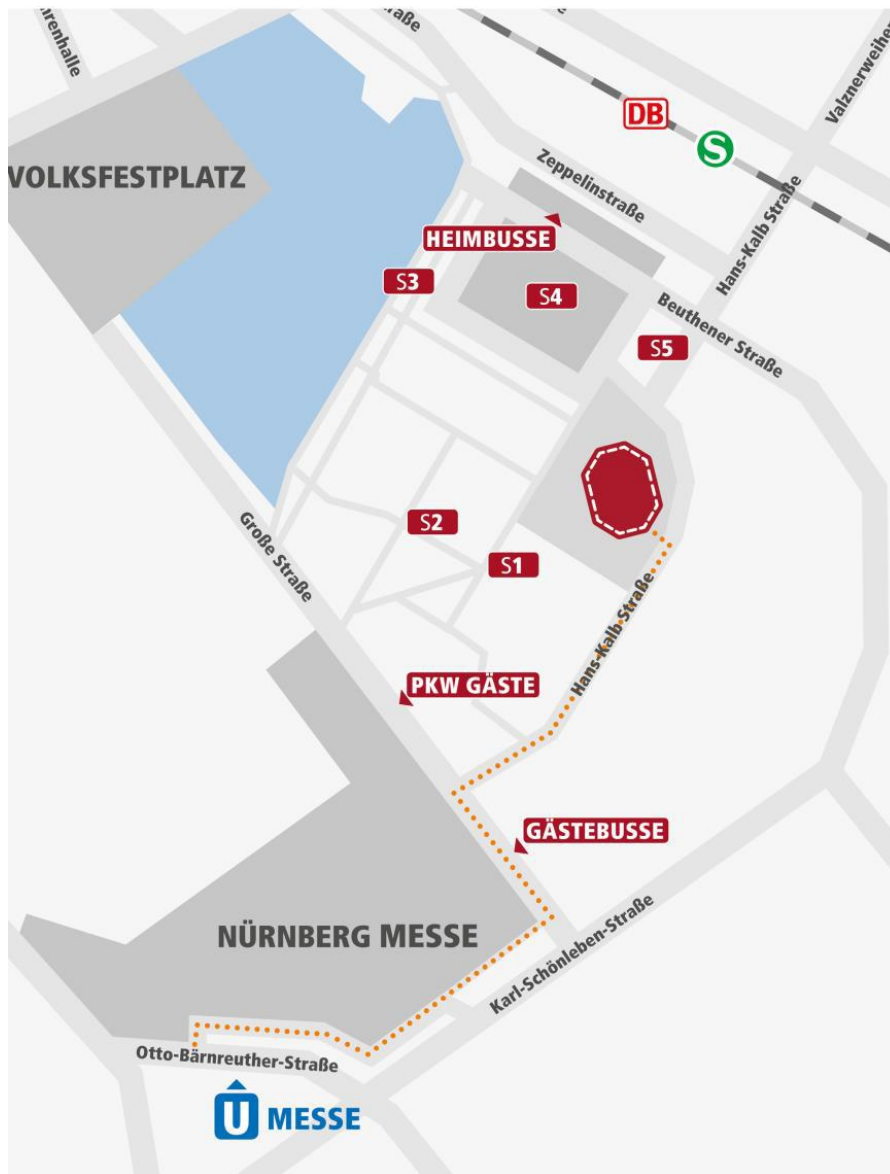 DB
S
Valznerweiher
VOLKSFESTPLATZ
Zeppelinstraße
Hans-Kalb Straße
HEIMBUSSE
S3
S4
Beuthener Straße
S5
Große Straße
S2
S1
Hans-Kalb Straße
PKW GÄSTE
GÄSTEBUSSE
NÜRNBERG MESSE
Karl-Schönleben-Straße
Otto-Bärnreuther-Straße
U MESSE